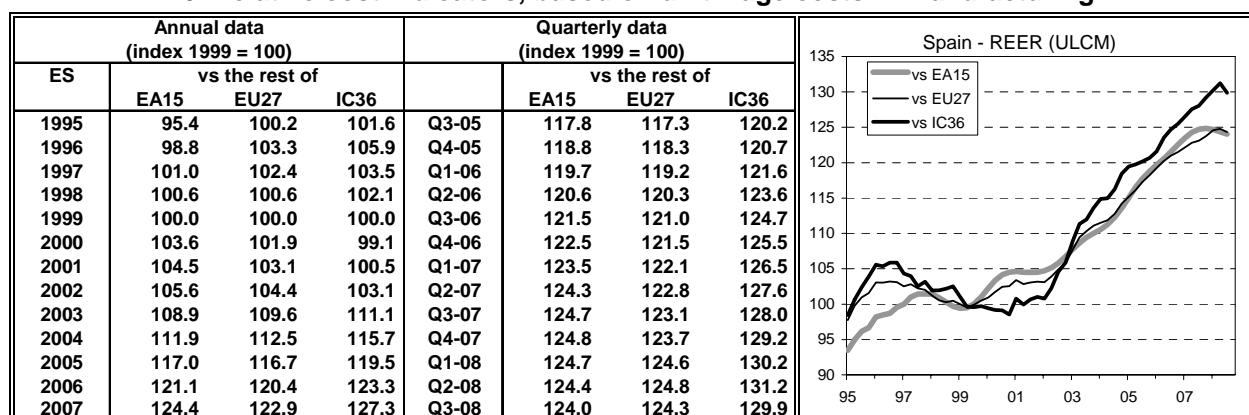 Annual data Quarterly data
(index 1999 = 100) (index 1999 = 100)
ES vs the rest of vs the rest of
EA15 EU27 IC36 EA15 EU27 IC36
1995 95.4 100.2 101.6 Q3-05 117.8 117.3 120.2
1996 98.8 103.3 105.9 Q4-05 118.8 118.3 120.7
1997 101.0 102.4 103.5 Q1-06 119.7 119.2 121.6
1998 100.6 100.6 102.1 Q2-06 120.6 120.3 123.6
1999 100.0 100.0 100.0 Q3-06 121.5 121.0 124.7
2000 103.6 101.9 99.1 Q4-06 122.5 121.5 125.5
2001 104.5 103.1 100.5 Q1-07 123.5 122.1 126.5
2002 105.6 104.4 103.1 Q2-07 124.3 122.8 127.6
2003 108.9 109.6 111.1 Q3-07 124.7 123.1 128.0
2004 111.9 112.5 115.7 Q4-07 124.8 123.7 129.2
2005 117.0 116.7 119.5 Q1-08 124.7 124.6 130.2
2006 121.1 120.4 123.3 Q2-08 124.4 124.8 131.2
2007 124.4 122.9 127.3 Q3-08 124.0 124.3 129.9
Spain - REER (ULCM)
vs EA15
vs EU27
vs IC36
135
130
125
120
115
110
105
100
95
90
95 97 99 01 03 05 07